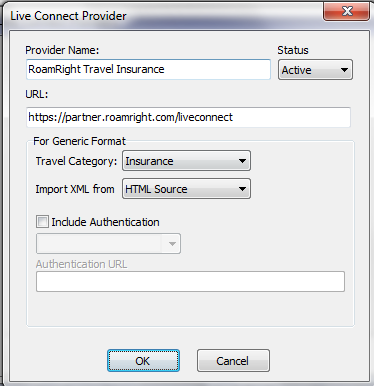 Live Connect Provider
Provider Name: Status
RoamRight Travel Insurance Active
URL:
https://partner.roamright.com/liveconnect
For Generic Format
Travel Category: Insurance
Import XML from HTML Source
Include Authentication
Authentication URL
OK Cancel